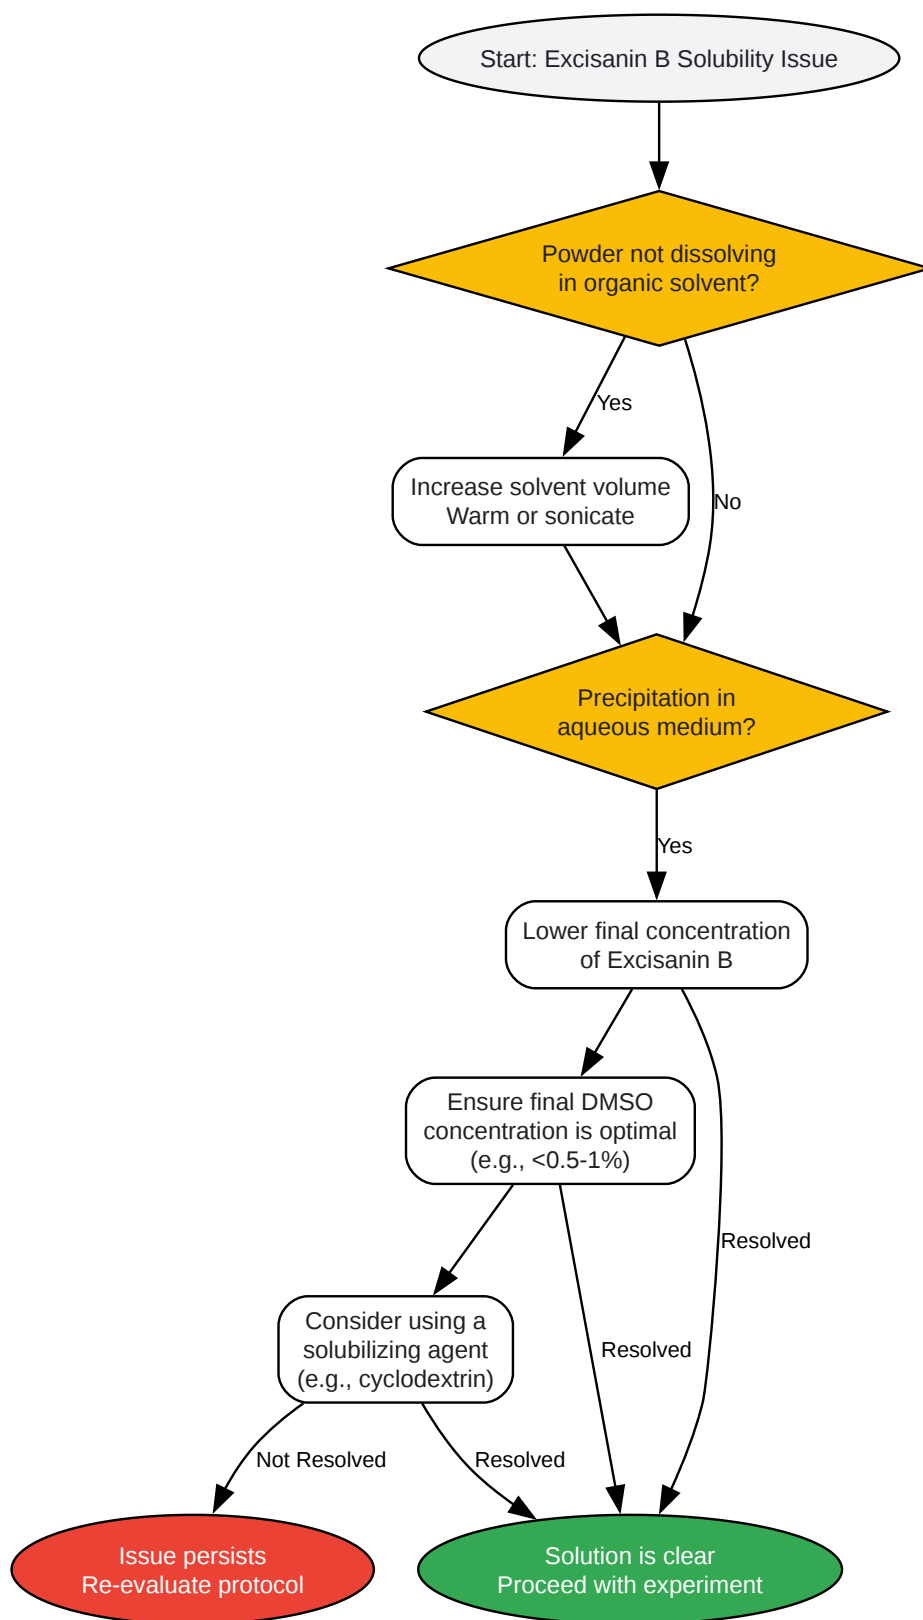 Start: Excisanin B Solubility Issue
Powder not dissolving
in organic solvent?
Yes
Increase solvent volume
Warm or sonicate
No
Precipitation in
aqueous medium?
Yes
Lower final concentration
of Excisanin B
Ensure final DMSO
concentration is optimal
(e.g., <0.5-1%)
Resolved
Consider using a
solubilizing agent
(e.g., cyclodextrin)
Resolved
Not Resolved
Resolved
Issue persists
Re-evaluate protocol
Solution is clear
Proceed with experiment